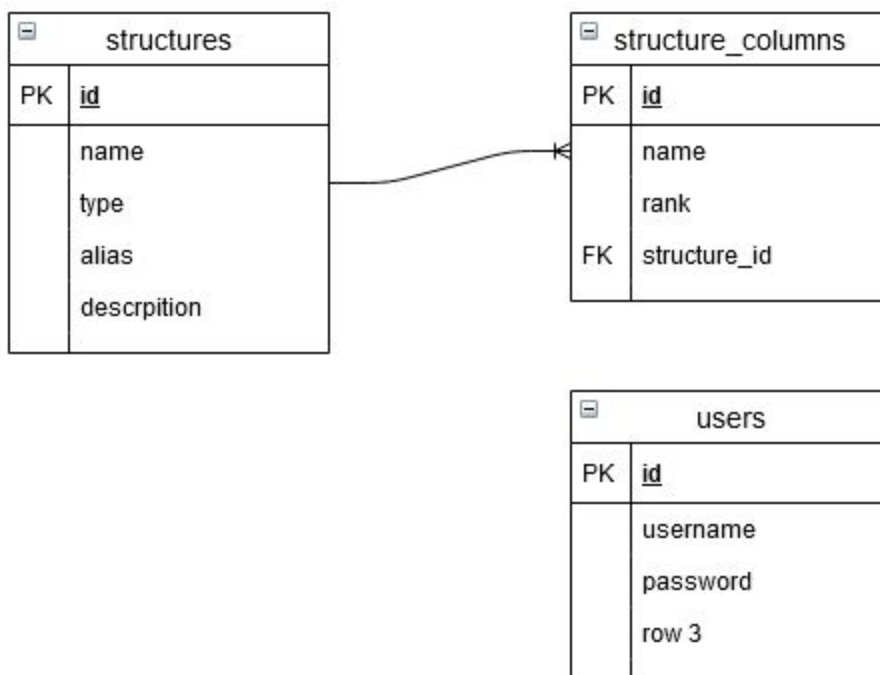 structures
PK id
name
type
alias
descrpition
structure_columns
PK id
name
rank
FK structure_id
users
PK id
username
password
row 3